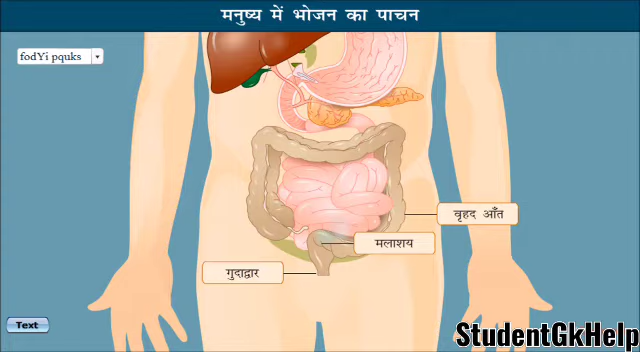 मनुष्य में भोजन का पाचन
fodYi pquks
वृहद आँत
मलाशय
गुदाद्वार
Text
StudentGkHelp